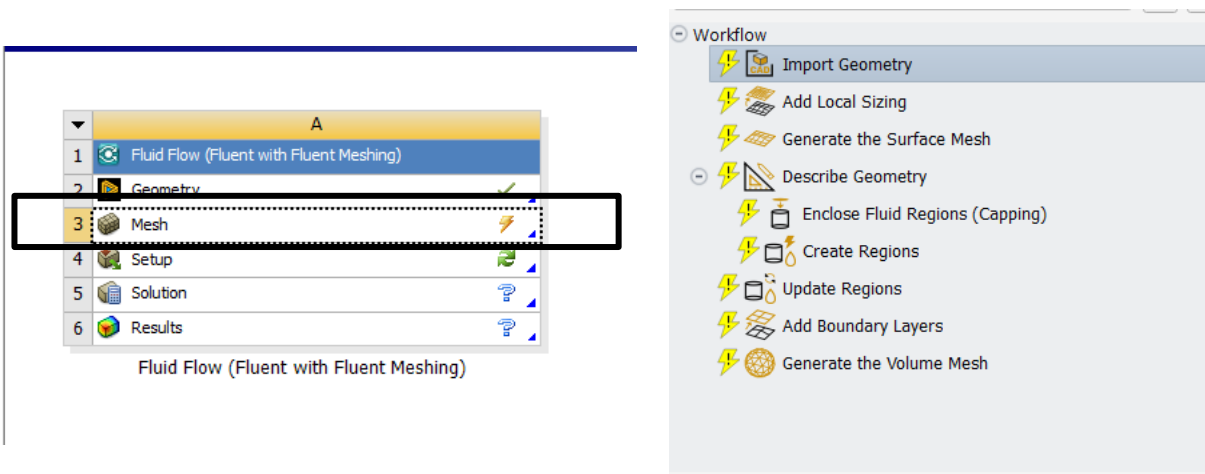 A
1 Fluid Flow (Fluent with Fluent Meshing)
2 Geometry
3 Mesh
4 Setup
5 Solution
6 Results
Fluid Flow (Fluent with Fluent Meshing)
Workflow
CAD Import Geometry
Add Local Sizing
Generate the Surface Mesh
Describe Geometry
Enclose Fluid Regions (Capping)
Create Regions
Update Regions
Add Boundary Layers
Generate the Volume Mesh